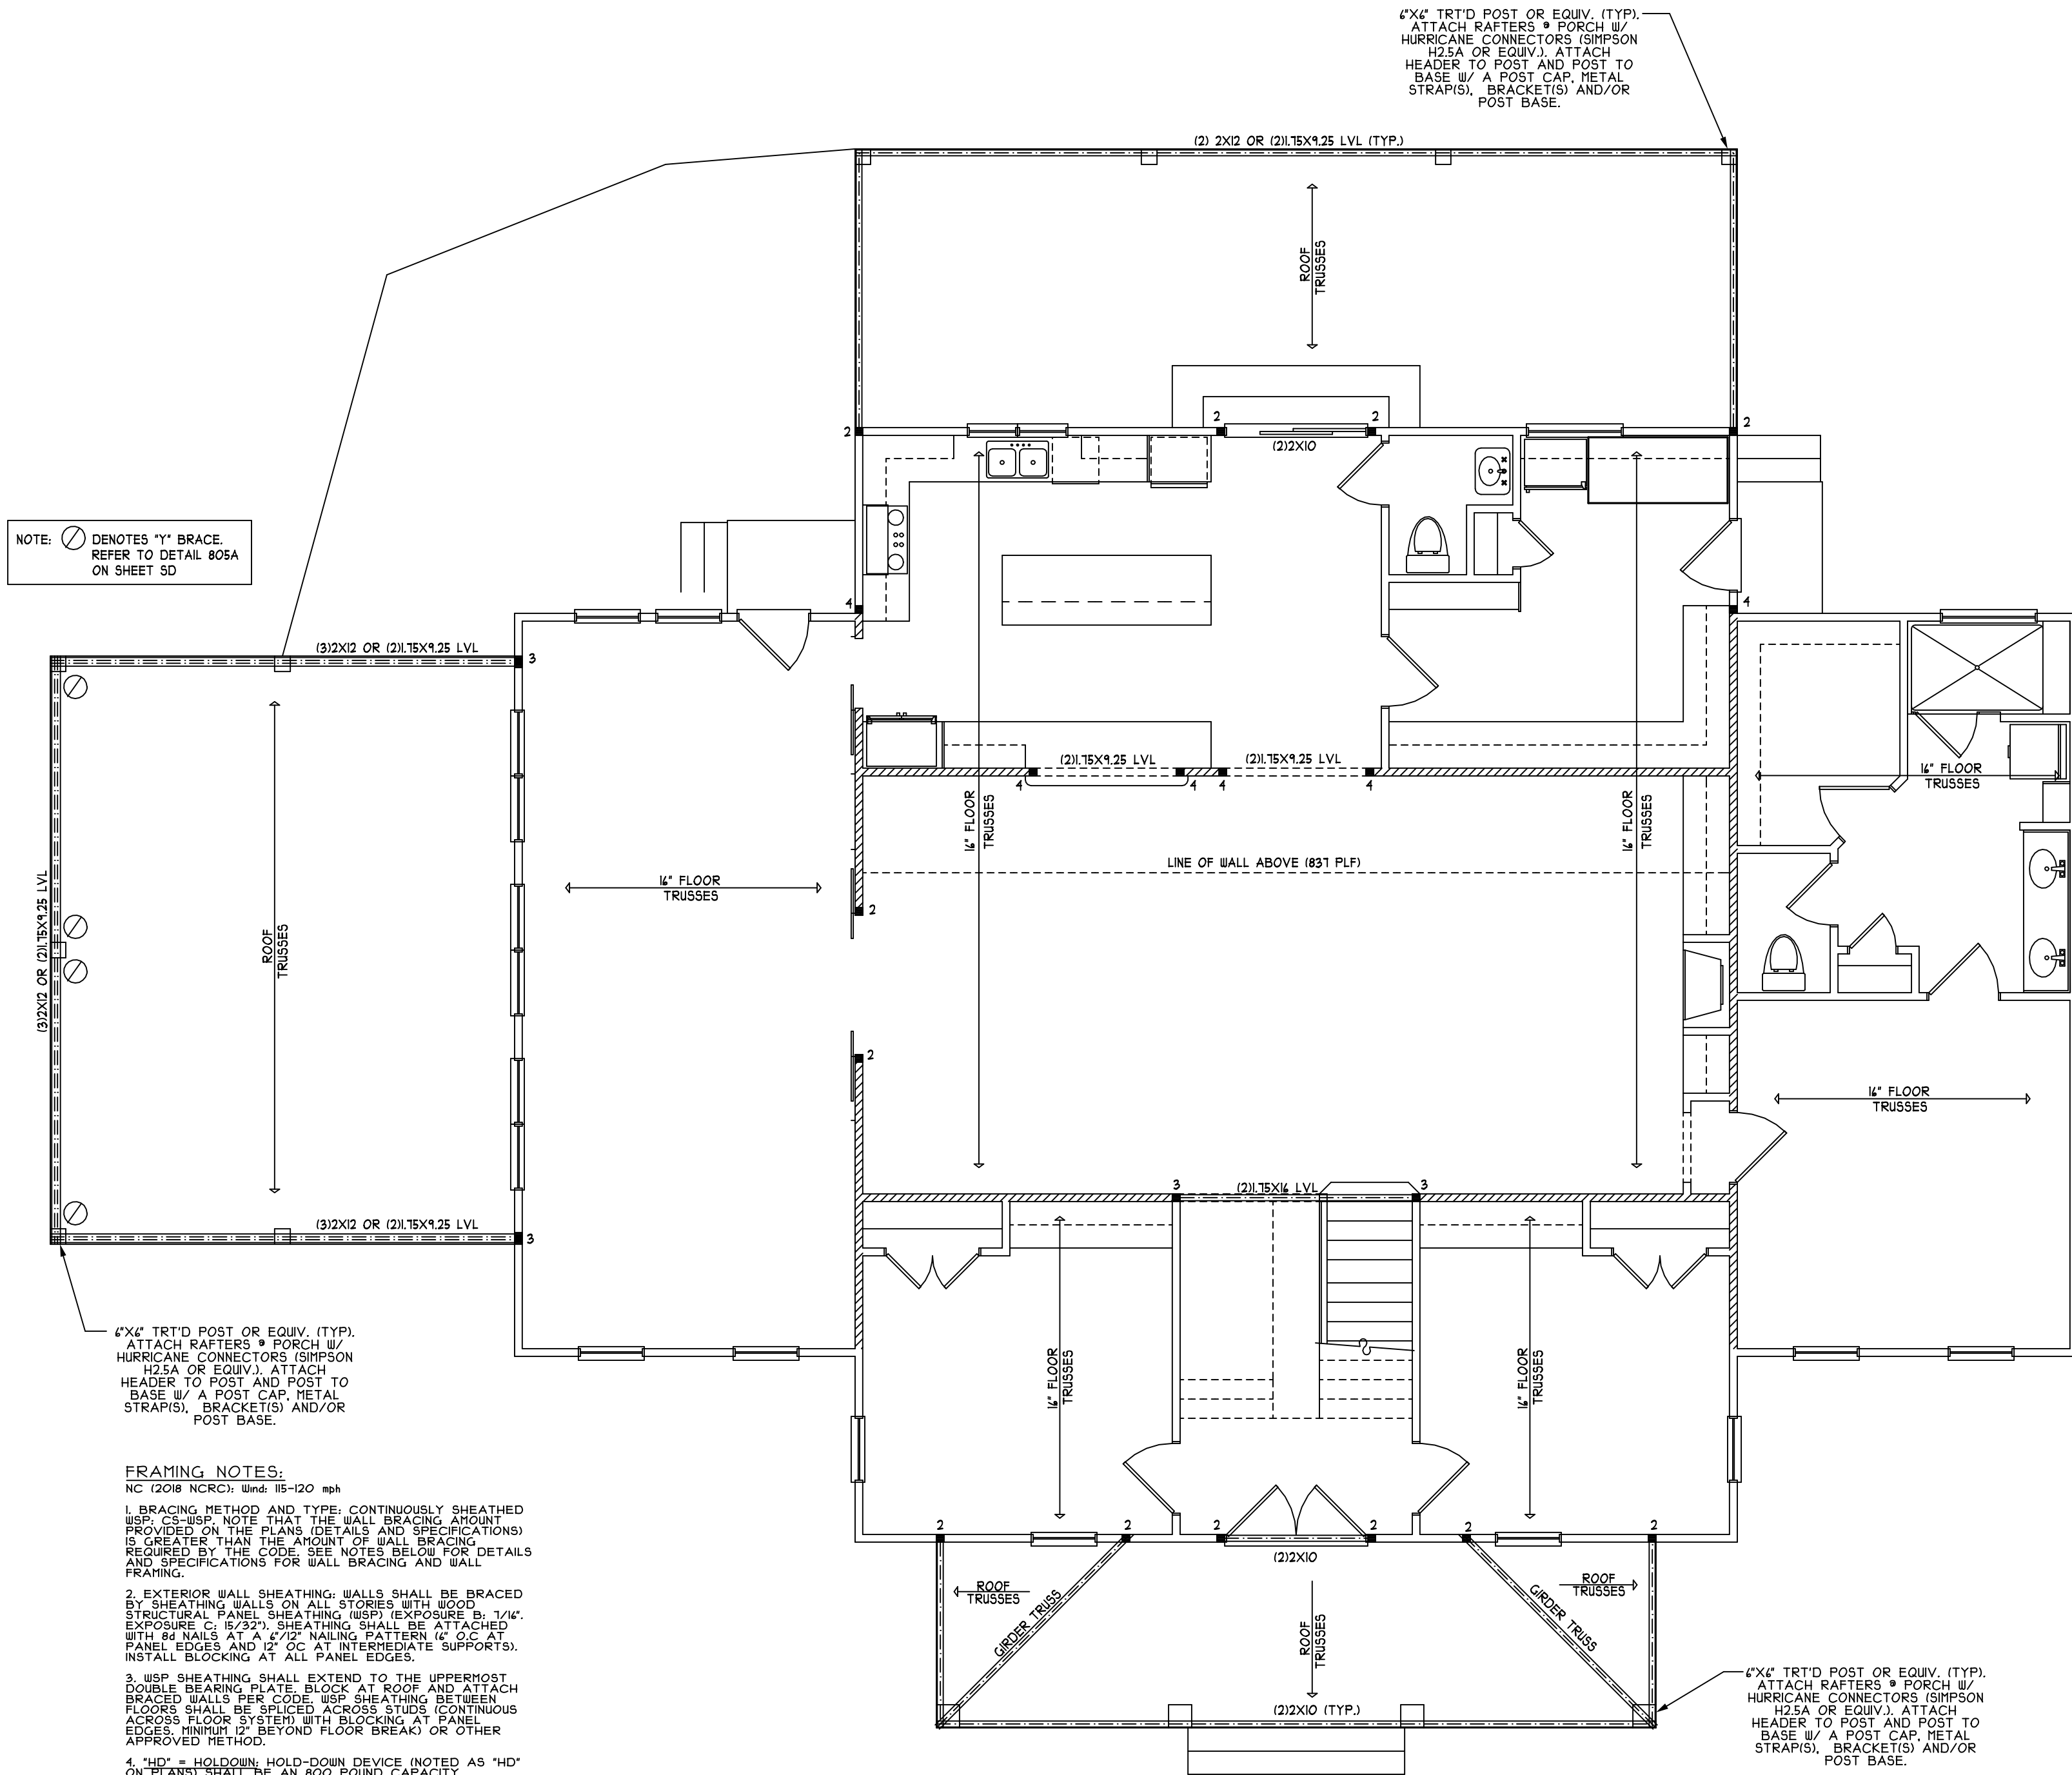 6"X6" TRT'D POST OR EQUIV. (TYP).
ATTACH RAFTERS @ PORCH W/
HURRICANE CONNECTORS (SIMPSON
H2.5A OR EQUIV.). ATTACH
HEADER TO POST AND POST TO
BASE W/ A POST CAP, METAL
STRAP(S), BRACKET(S) AND/OR
POST BASE.
(2) 2X12 OR (2)1.75X9.25 LVL (TYP.)
ROOF
TRUSSES
2
2
2
2
(2)2X10
NOTE:
DENOTES "Y" BRACE.
REFER TO DETAIL 805A
ON SHEET SD
4
4
(3)2X12 OR (2)1.75X9.25 LVL
3
(2)1.75X9.25 LVL
(2)1.75X9.25 LVL
4
4
4
4
16" FLOOR
TRUSSES
16" FLOOR
TRUSSES
16" FLOOR
TRUSSES
LINE OF WALL ABOVE (837 PLF)
(3)2X12 OR (2)1.75X9.25 LVL
ROOF
TRUSSES
16" FLOOR
TRUSSES
2
2
16" FLOOR
TRUSSES
3
(2)1.75X16 LVL
3
(3)2X12 OR (2)1.75X9.25 LVL
3
6"X6" TRT'D POST OR EQUIV. (TYP).
ATTACH RAFTERS @ PORCH W/
HURRICANE CONNECTORS (SIMPSON
H2.5A OR EQUIV.). ATTACH
HEADER TO POST AND POST TO
BASE W/ A POST CAP, METAL
STRAP(S), BRACKET(S) AND/OR
POST BASE.
16" FLOOR
TRUSSES
16" FLOOR
TRUSSES
FRAMING NOTES:
NC (2018 NCRC): Wind: 115-120 mph
1. BRACING METHOD AND TYPE: CONTINUOUSLY SHEATHED
WSP: CS-WSP. NOTE THAT THE WALL BRACING AMOUNT
PROVIDED ON THE PLANS (DETAILS AND SPECIFICATIONS)
IS GREATER THAN THE AMOUNT OF WALL BRACING
REQUIRED BY THE CODE. SEE NOTES BELOW FOR DETAILS
AND SPECIFICATIONS FOR WALL BRACING AND WALL
FRAMING.
2. EXTERIOR WALL SHEATHING: WALLS SHALL BE BRACED
BY SHEATHING WALLS ON ALL STORIES WITH WOOD
STRUCTURAL PANEL SHEATHING (WSP) (EXPOSURE B: 7/16".
EXPOSURE C: 15/32"). SHEATHING SHALL BE ATTACHED
WITH 8d NAILS AT A 6"/12" NAILING PATTERN (6" O.C AT
PANEL EDGES AND 12" OC AT INTERMEDIATE SUPPORTS).
INSTALL BLOCKING AT ALL PANEL EDGES.
3. WSP SHEATHING SHALL EXTEND TO THE UPPERMOST
DOUBLE BEARING PLATE. BLOCK AT ROOF AND ATTACH
BRACED WALLS PER CODE. WSP SHEATHING BETWEEN
FLOORS SHALL BE SPLICED ACROSS STUDS (CONTINUOUS
ACROSS FLOOR SYSTEM) WITH BLOCKING AT PANEL
EDGES. MINIMUM 12" BEYOND FLOOR BREAK) OR OTHER
APPROVED METHOD.
4. "HD" = HOLDOWN: HOLD-DOWN DEVICE (NOTED AS "HD"
ON PLANS) SHALL BE AN 800 POUND CAPACITY
2
2
2
2
2
2
(2)2X10
ROOF
TRUSSES
GIRDER TRUSS
ROOF
TRUSSES
GIRDER TRUSS
ROOF
TRUSSES
(2)2X10 (TYP.)
6"X6" TRT'D POST OR EQUIV. (TYP).
ATTACH RAFTERS @ PORCH W/
HURRICANE CONNECTORS (SIMPSON
H2.5A OR EQUIV.). ATTACH
HEADER TO POST AND POST TO
BASE W/ A POST CAP, METAL
STRAP(S), BRACKET(S) AND/OR
POST BASE.